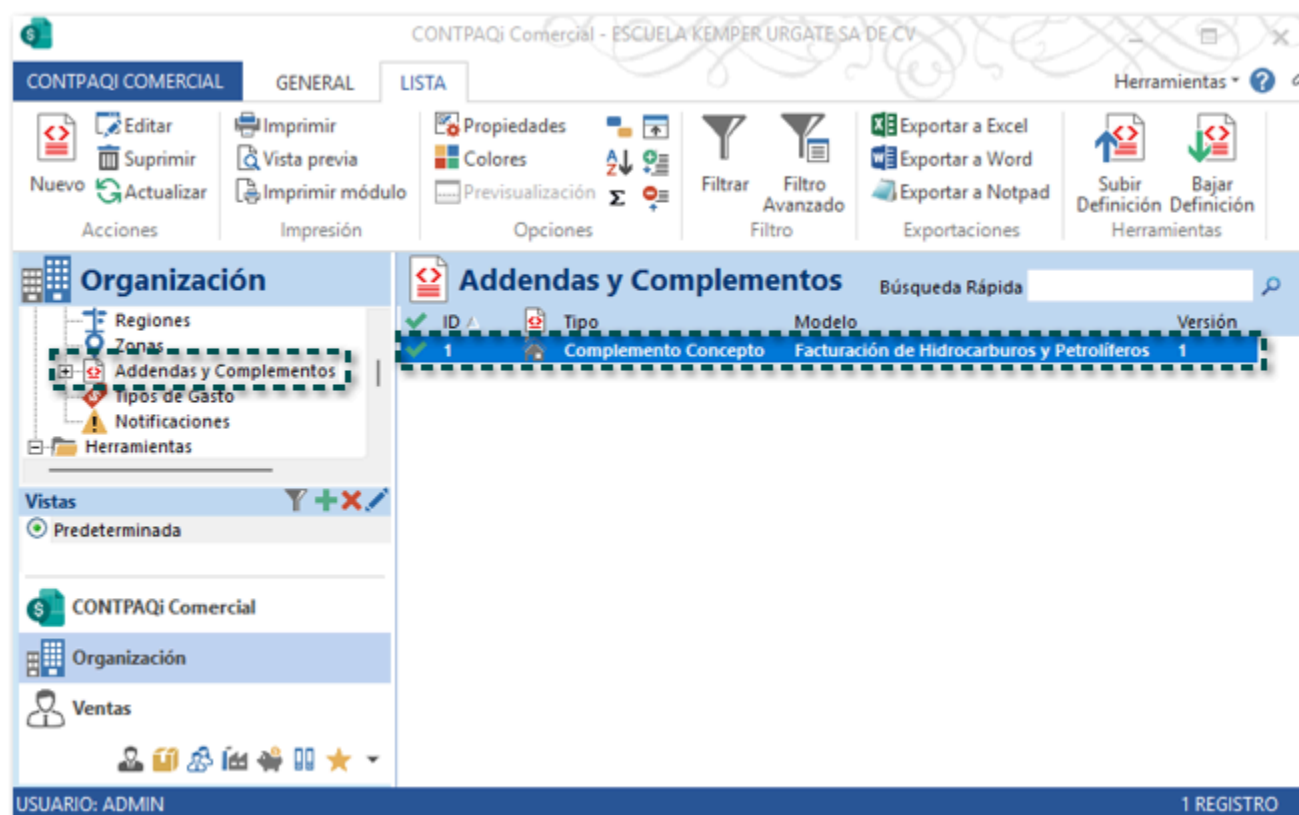 CONTPAQi Comercial - ESCUELA KEMPER URGATE SA DE CV
CONTPAQI COMERCIAL GENERAL LISTA Herramientas
Nuevo
Editar
Suprimir
Actualizar
Acciones
Imprimir
Vista previa
Imprimir módulo
Impresión
Propiedades
Colores
Previsualización
Opciones
Filtrar
Filtro Avanzado
Filtro
Exportar a Excel
Exportar a Word
Exportar a Notpad
Exportaciones
Subir Definición
Bajar Definición
Herramientas
Organización
Regiones
Zonas
Addendas y Complementos
Tipos de Gasto
Notificaciones
Herramientas
Vistas
Predeterminada
CONTPAQi Comercial
Organización
Ventas
Addendas y Complementos Búsqueda Rápida
ID Tipo Modelo Versión
1 Complemento Concepto Facturación de Hidrocarburos y Petrolíferos 1
USUARIO: ADMIN 1 REGISTRO